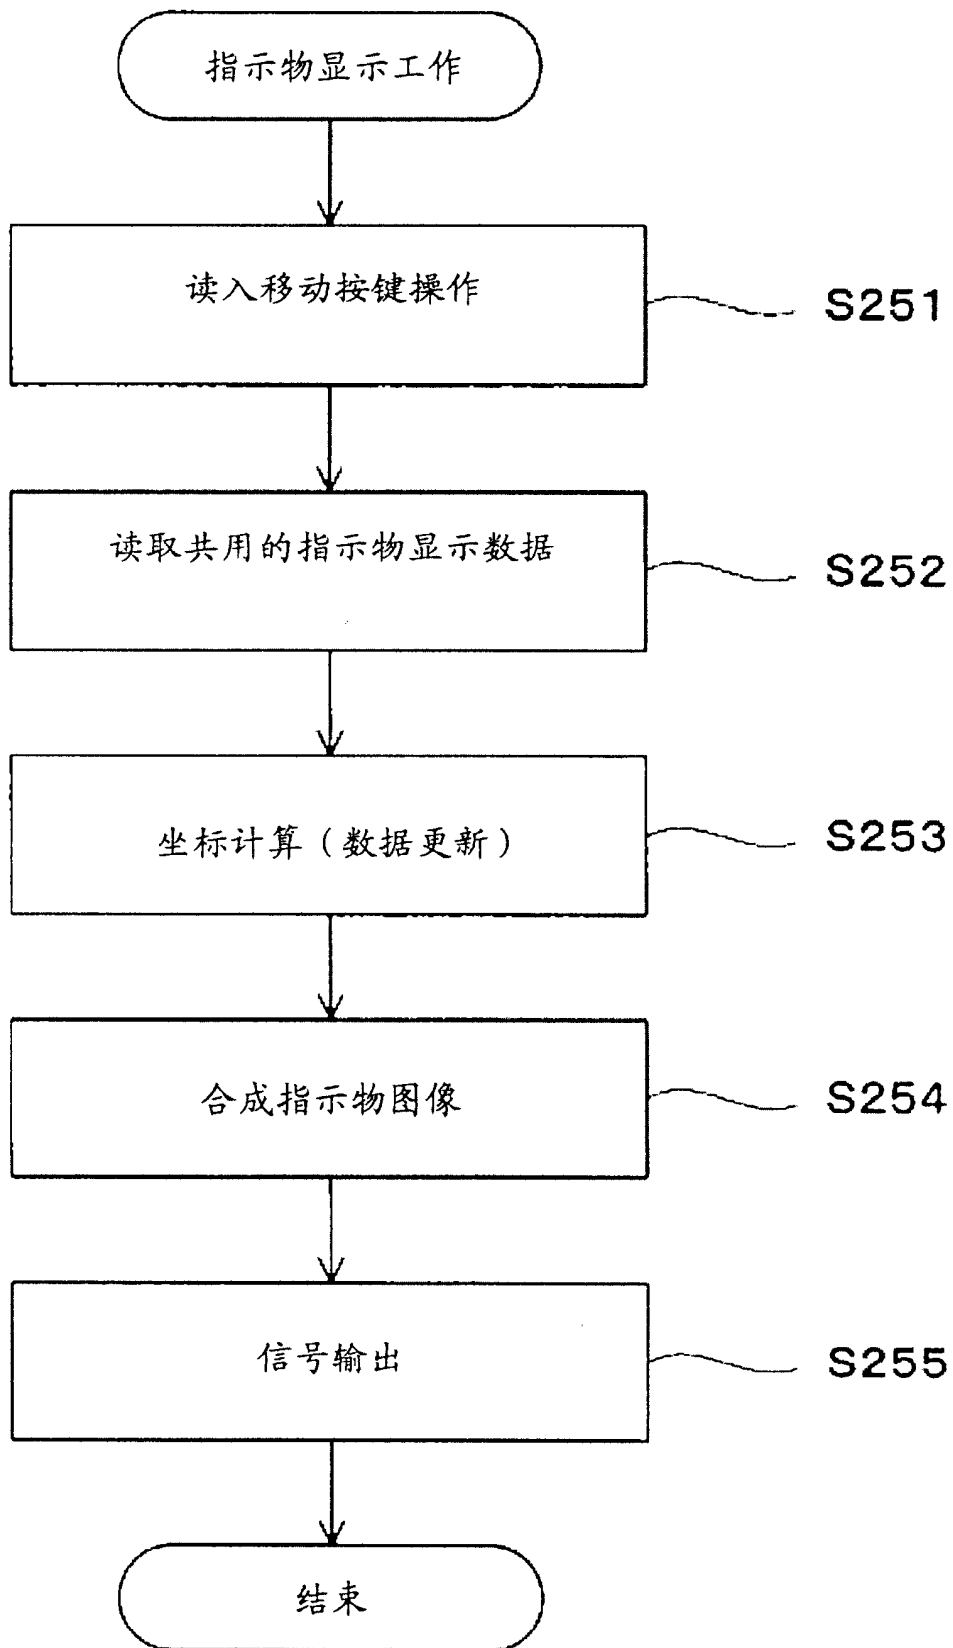 指示物显示工作
读入移动按键操作
S251
读取共用的指示物显示数据
S252
坐标计算(数据更新)
S253
合成指示物图像
S254
信号输出
S255
结束